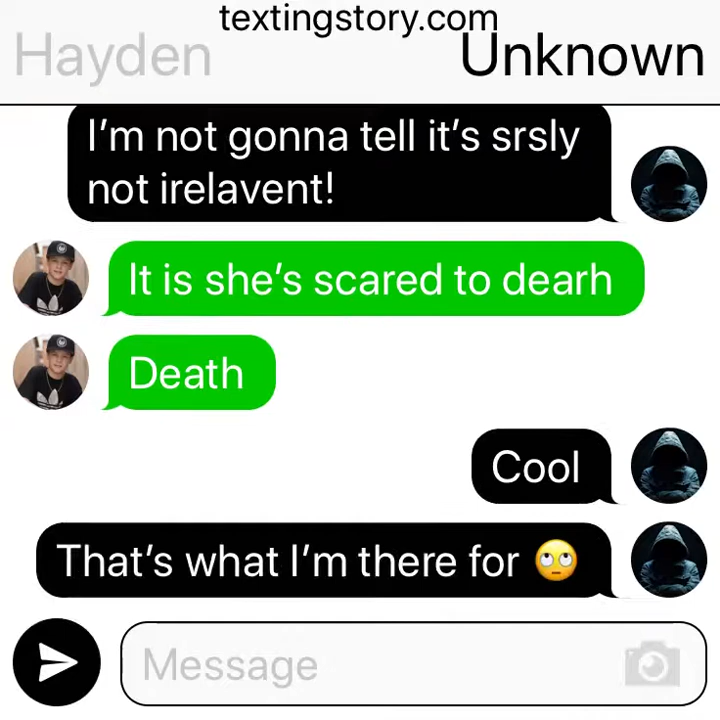 textingstory.com
Hayden
Unknown
I'm not gonna tell it's srsly
not irelavent!
It is she's scared to dearh
Death
Cool
That's what I'm there for 🙄
Message